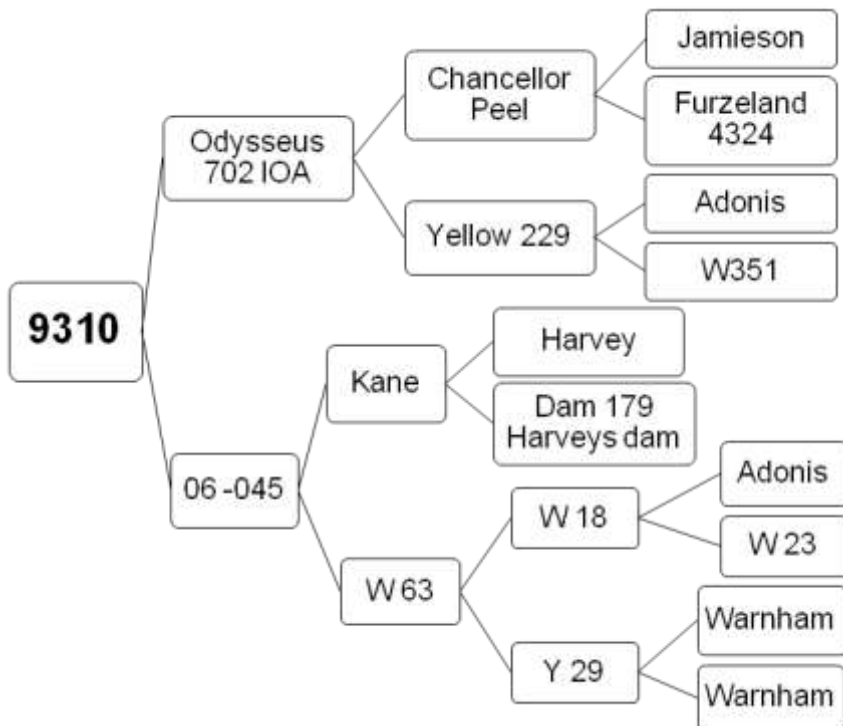 Jamieson
Chancellor
Peel
Furzeland
4324
Odysseus
702 IOA
Adonis
Yellow 229
W351
9310
Harvey
Kane
Dam 179
Harveys dam
06 -045
Adonis
W 18
W 23
W 63
Warnham
Y 29
Warnham